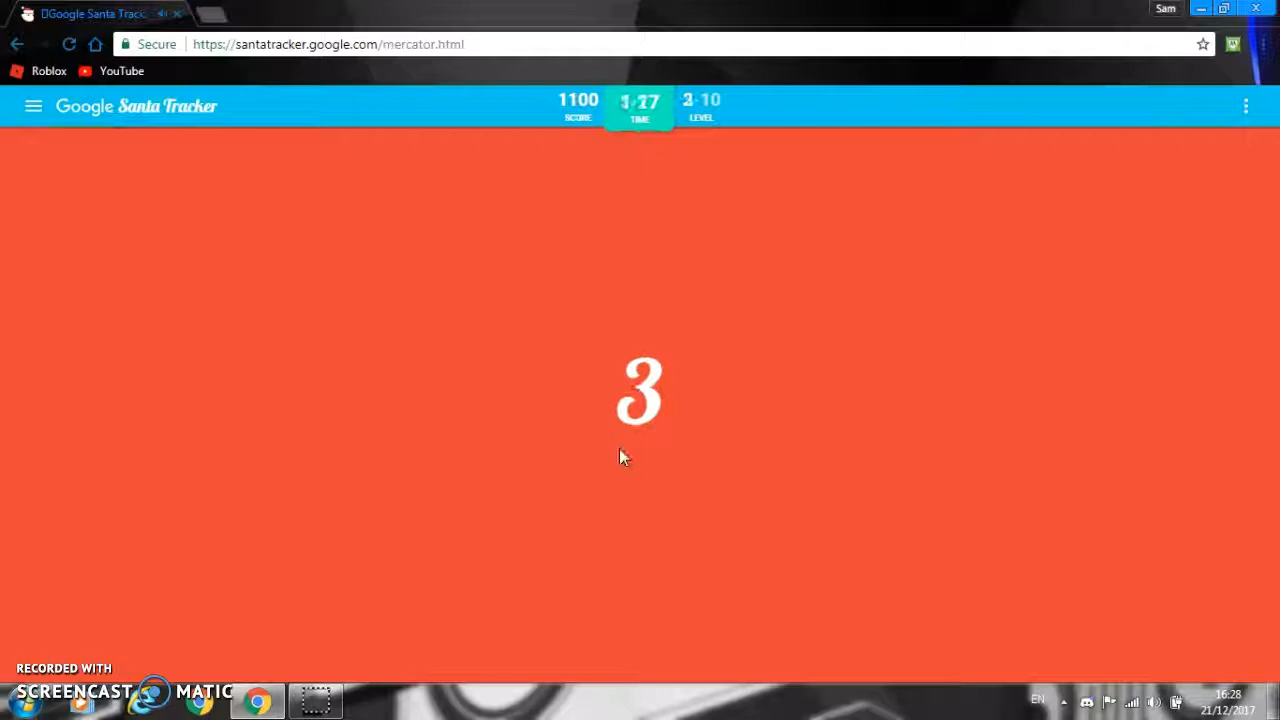 Google Santa Track
Sam
Secure
https://santatracker.google.com/mercator.html
Roblox
YouTube
Google Santa Tracker
1100
SCORE
TIME
LEVEL
3
RECORDED WITH
SCREENCAST MATIC
EN
16:28
21/12/2017